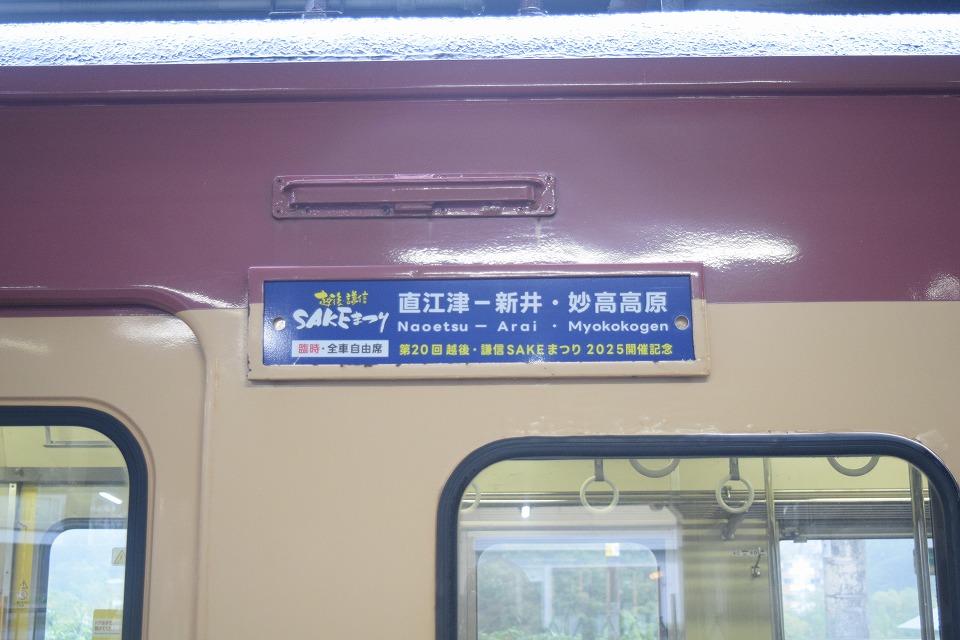 越後 謙信
SAKEまつり
臨時・全車自由席
直江津－新井・妙高高原
Naoetsu － Arai ・ Myokokogen
第20回 越後・謙信SAKEまつり 2025開催記念